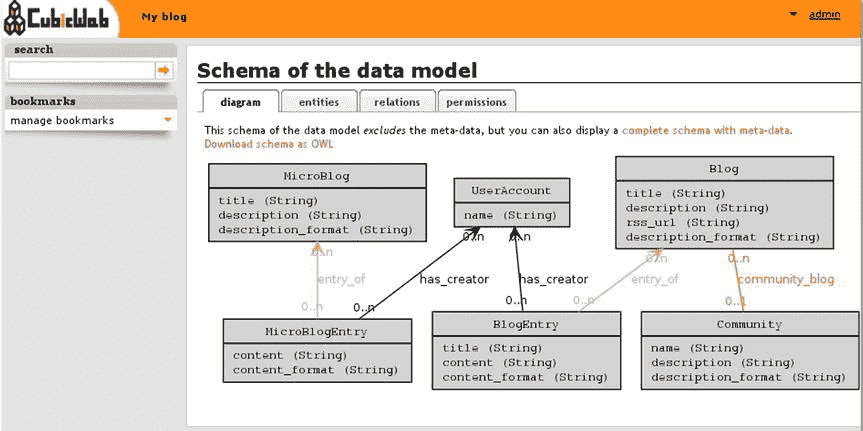 CubicWeb
My blog
admin
search
bookmarks
manage bookmarks
Schema of the data model
diagram
entities
relations
permissions
This schema of the data model excludes the meta-data, but you can also display a complete schema with meta-data.
Download schema as OWL
MicroBlog
title (String)
description (String)
description_format (String)
UserAccount
name (String)
Blog
title (String)
description (String)
rss_url (String)
description_format (String)
0..n
0..n
0..n
0..n
0..n
entry_of
has_creator
has_creator
entry_of
community_blog
0..n
0..n
0..n
0..n
0..1
MicroBlogEntry
content (String)
content_format (String)
BlogEntry
title (String)
content (String)
content_format (String)
Community
name (String)
description (String)
description_format (String)